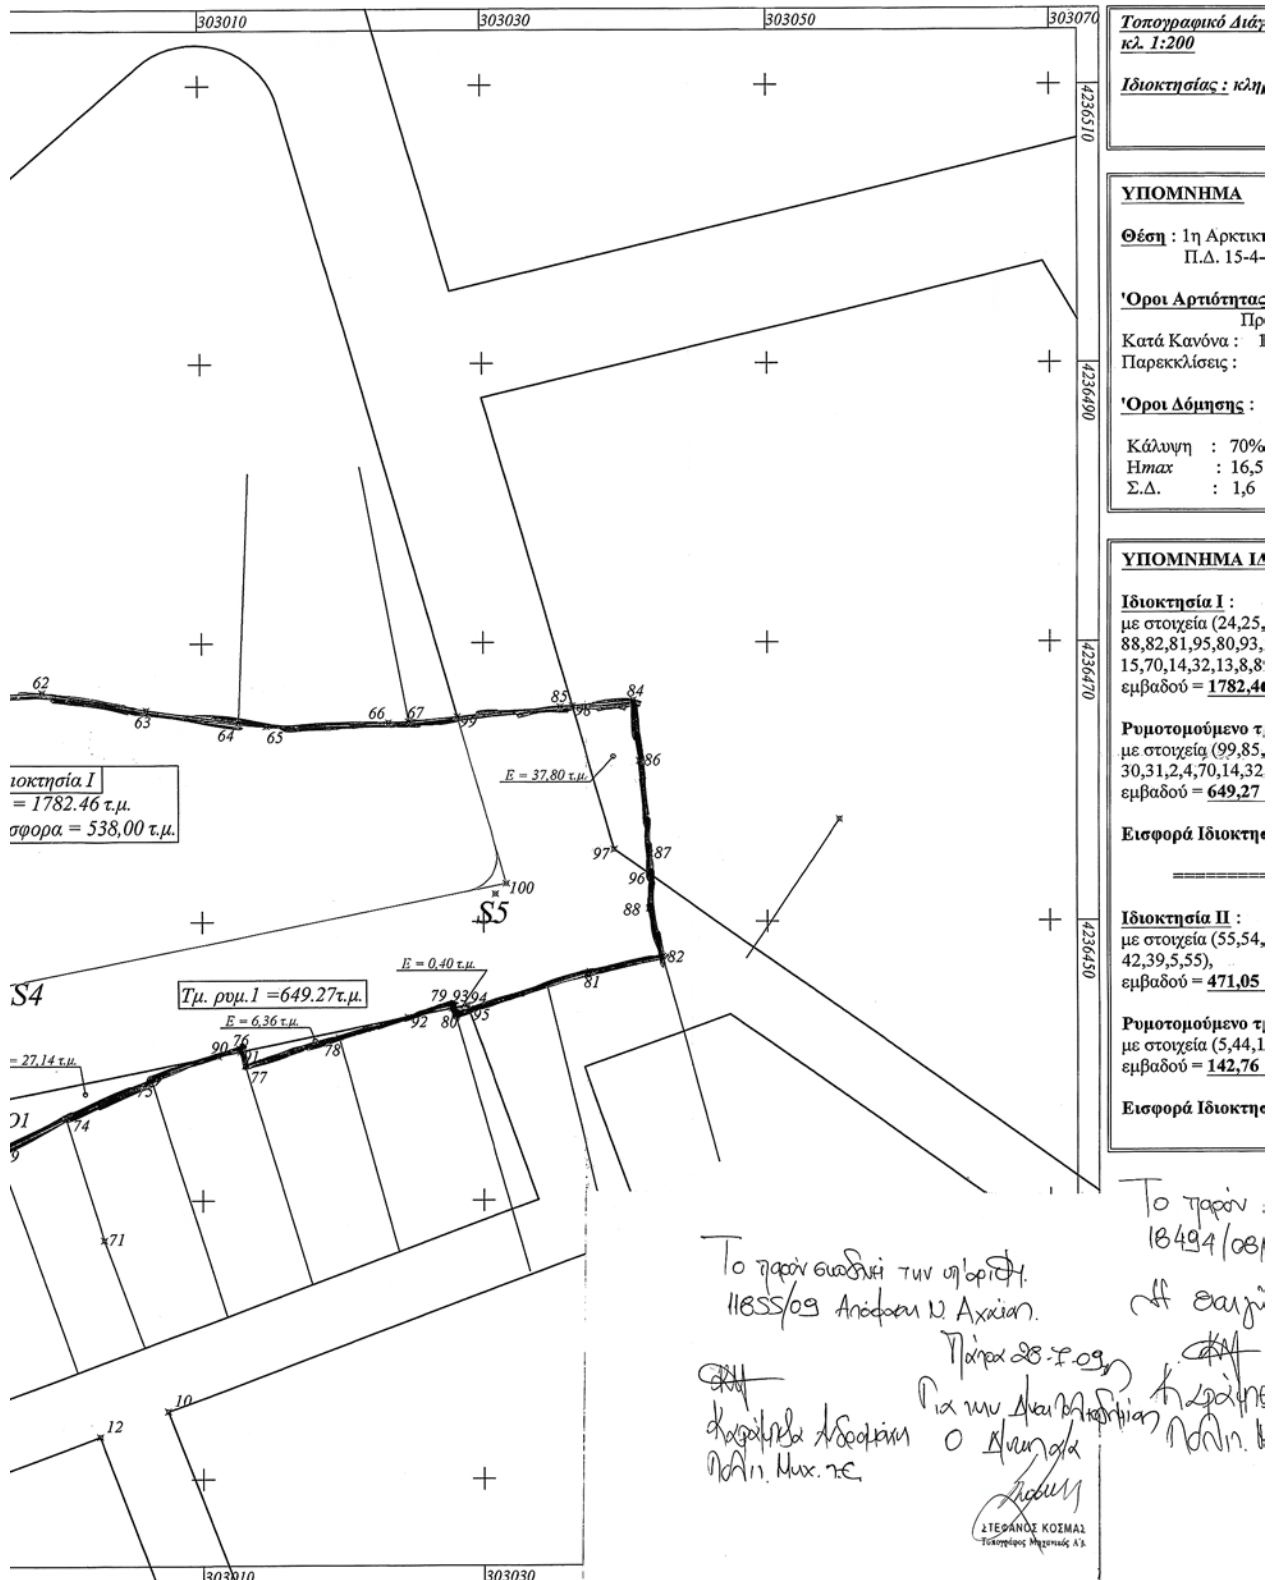 303010
303030
303050
303070
4236510
4236490
4236470
4236450
62
63
64
65
66
67
99
85
98
84
86
87
97
96
88
82
81
100
S5
S4
E = 37,80 τ.μ.
ιοκτησία I
= 1782.46 τ.μ.
σφορα = 538,00 τ.μ.
E = 0,40 τ.μ.
Τμ. ρυμ.1 =649.27τ.μ.
E = 6,36 τ.μ.
= 27,14 τ.μ.
79
93
94
80
95
92
78
76
90
91
77
75
74
01
9
71
10
12
303010
303030
Τοπογραφικό Διάγ
κλ. 1:200
Ιδιοκτησίας : κλη
ΥΠΟΜΝΗΜΑ
Θέση : 1η Αρκτικ
Π.Δ. 15-4-
'Οροι Αρτιότητας
Πρ
Κατά Κανόνα : 1
Παρεκκλίσεις :
'Οροι Δόμησης :
Κάλυψη : 70%
Hmax : 16,5
Σ.Δ. : 1,6
ΥΠΟΜΝΗΜΑ ΙΔ
Ιδιοκτησία I :
με στοιχεία (24,25,
88,82,81,95,80,93,
15,70,14,32,13,8,8
εμβαδού = 1782,4
Ρυμοτομούμενο τ
με στοιχεία (99,85,
30,31,2,4,70,14,32,
εμβαδού = 649,27
Εισφορά Ιδιοκτησ
==========
Ιδιοκτησία II :
με στοιχεία (55,54,
42,39,5,55),
εμβαδού = 471,05
Ρυμοτομούμενο τ
με στοιχεία (5,44,1
εμβαδού = 142,76
Εισφορά Ιδιοκτησ
Το παρόν
18494/08
Το παρόν συνοδεύει την υπ' αριθμ.
11855/09 Απόφαση Ν. Αχαΐας.
Πάτρα 28-7-09
Για την
Ο
Πολιτ. Μηχ. Τ.Ε.
ΣΤΕΦΑΝΟΣ ΚΟΣΜΑΣ
Τοπογράφος Μηχανικός Α'β